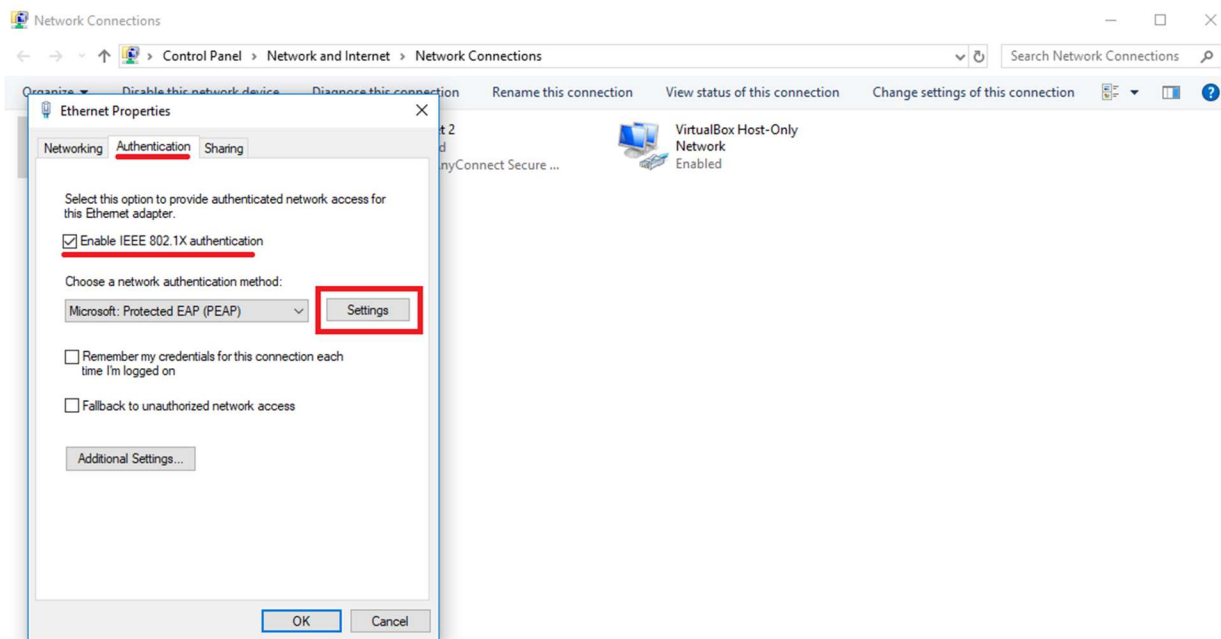 Network Connections
Control Panel > Network and Internet > Network Connections
Search Network Connections
Organize Disable this network device Diagnose this connection Rename this connection View status of this connection Change settings of this connection
Ethernet Properties
Networking Authentication Sharing
Select this option to provide authenticated network access for
this Ethernet adapter.
Enable IEEE 802.1X authentication
Choose a network authentication method:
Microsoft: Protected EAP (PEAP)
Settings
Remember my credentials for this connection each
time I'm logged on
Fallback to unauthorized network access
Additional Settings...
OK Cancel
t 2
d
nyConnect Secure ...
VirtualBox Host-Only
Network
Enabled